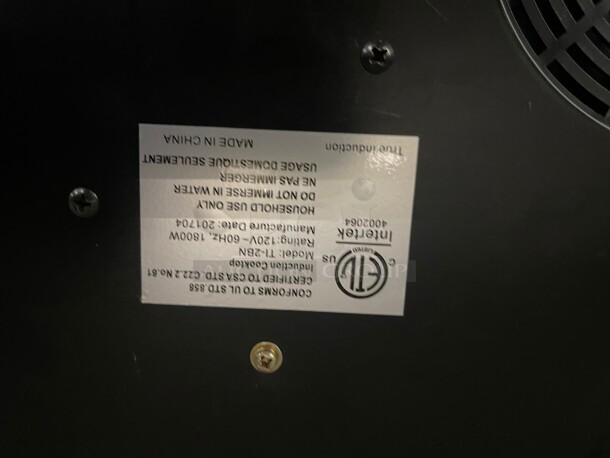 CONFORMS TO UL STD.858
CERTIFIED TO CSA STD. C22.2 No.61
Induction Cooktop
Model: TI-2BN
Rating:120V~60Hz, 1800W
Manufacture Date: 201704
HOUSEHOLD USE ONLY
DO NOT IMMERSE IN WATER
NE PAS IMMERGER
USAGE DOMESTIQUE SEULEMENT
True Induction MADE IN CHINA
ETL
LISTED
C US
Intertek
4002064